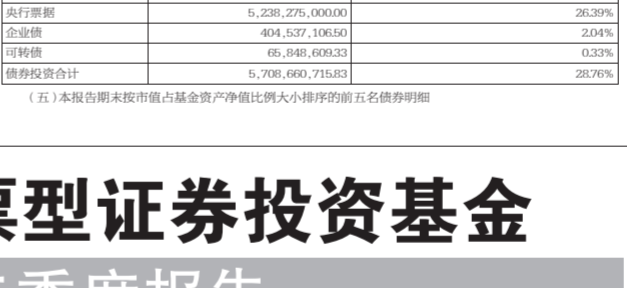 央行票据 5,238,275,000.00 26.39%
企业债 404,537,106.50 2.04%
可转债 65,848,609.33 0.33%
债券投资合计 5,708,660,715.83 28.76%
（五）本报告期末按市值占基金资产净值比例大小排序的前五名债券明细
票型证券投资基金
季度报告